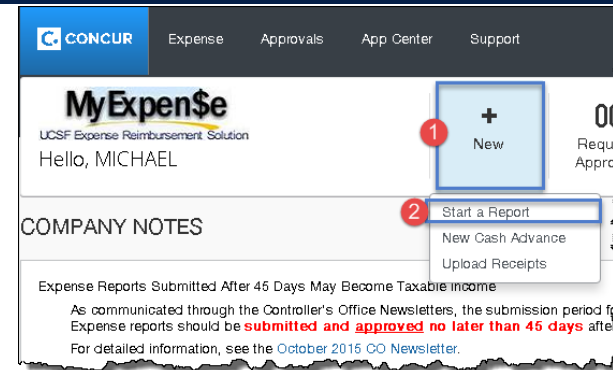 C. CONCUR Expense Approvals App Center Support
MyExpen$e
UCSF Expense Reimbursement Solution
Hello, MICHAEL
1
+
New
2
Start a Report
New Cash Advance
Upload Receipts
COMPANY NOTES
Expense Reports Submitted After 45 Days May Become Taxable Income
As communicated through the Controller's Office Newsletters, the submission period
Expense reports should be submitted and approved no later than 45 days
For detailed information, see the October 2015 CO Newsletter.